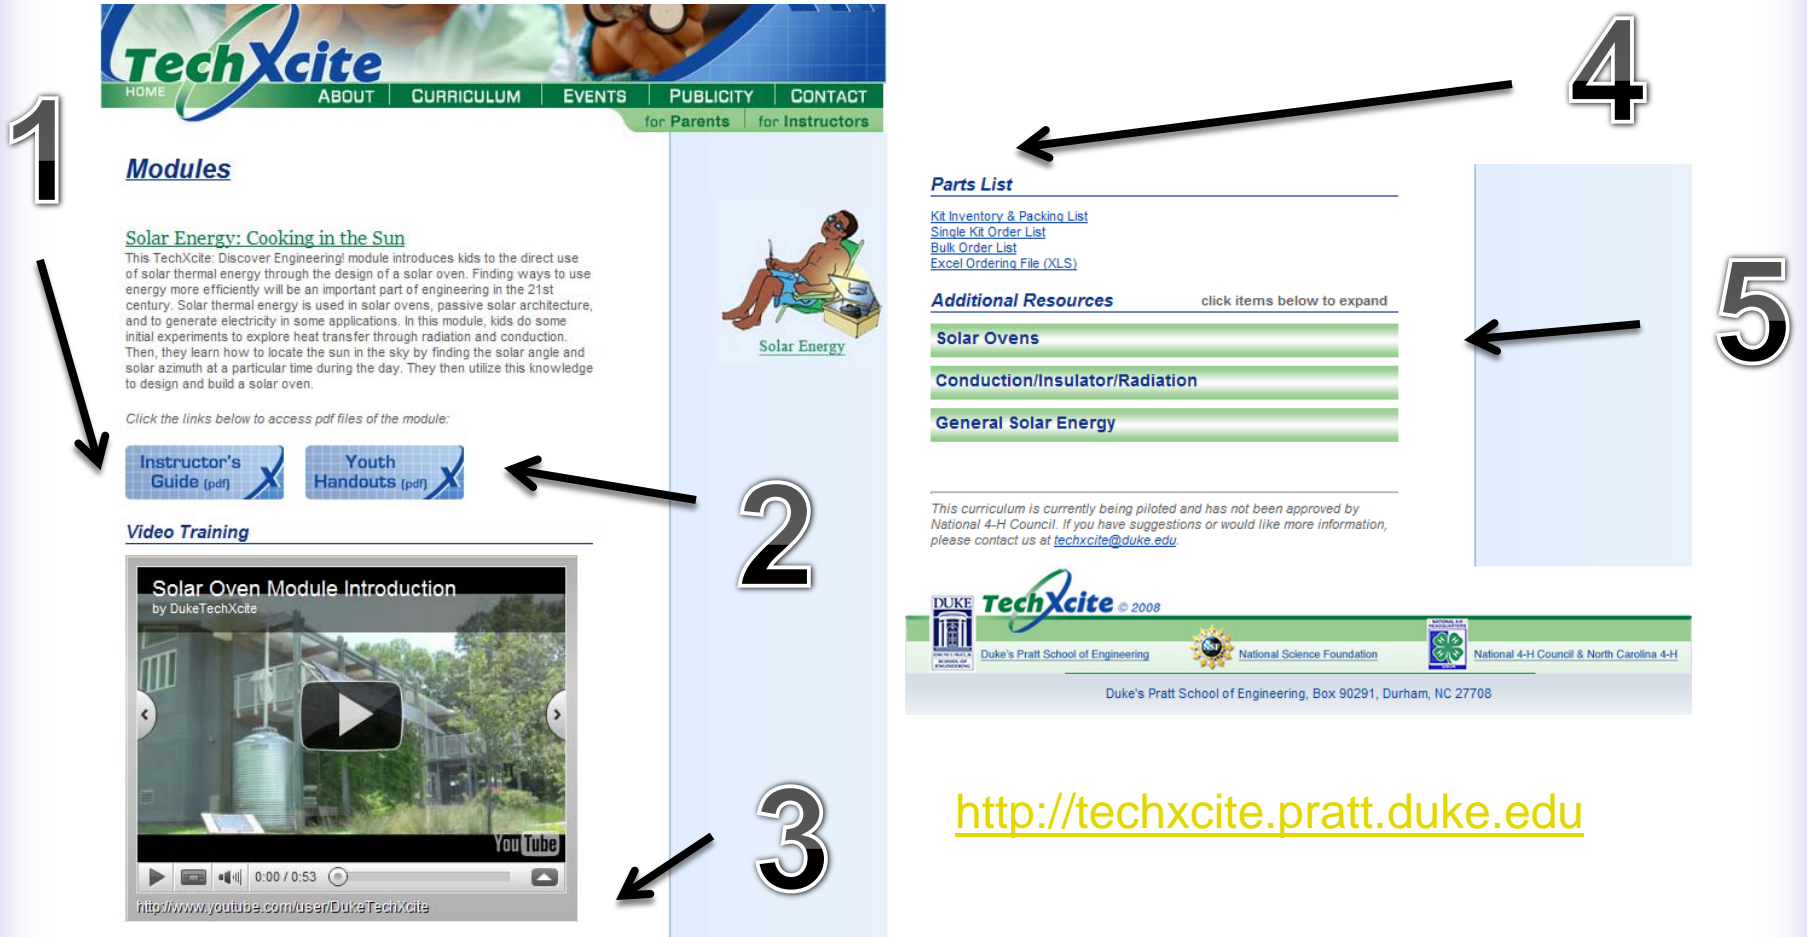 1
TechXcite
HOME
ABOUT
CURRICULUM
EVENTS
PUBLICITY
CONTACT
for Parents
for Instructors
Modules
Solar Energy: Cooking in the Sun
This TechXcite: Discover Engineering! module introduces kids to the direct use
of solar thermal energy through the design of a solar oven. Finding ways to use
energy more efficiently will be an important part of engineering in the 21st
century. Solar thermal energy is used in solar ovens, passive solar architecture,
and to generate electricity in some applications. In this module, kids do some
initial experiments to explore heat transfer through radiation and conduction.
Then, they learn how to locate the sun in the sky by finding the solar angle and
solar azimuth at a particular time during the day. They then utilize this knowledge
to design and build a solar oven.
Solar Energy
Click the links below to access pdf files of the module:
Instructor's
Guide (pdf)
Youth
Handouts (pdf)
2
Video Training
Solar Oven Module Introduction
by DukeTechXcite
YouTube
0:00 / 0:53
http://www.youtube.com/user/DukeTechXcite
3
4
Parts List
Kit Inventory & Packing List
Single Kit Order List
Bulk Order List
Excel Ordering File (XLS)
Additional Resources
click items below to expand
5
Solar Ovens
Conduction/Insulator/Radiation
General Solar Energy
This curriculum is currently being piloted and has not been approved by
National 4-H Council. If you have suggestions or would like more information,
please contact us at techxcite@duke.edu.
DUKE
TechXcite © 2008
Duke's Pratt School of Engineering
NSF
National Science Foundation
National 4-H Council & North Carolina 4-H
Duke's Pratt School of Engineering, Box 90291, Durham, NC 27708
http://techxcite.pratt.duke.edu